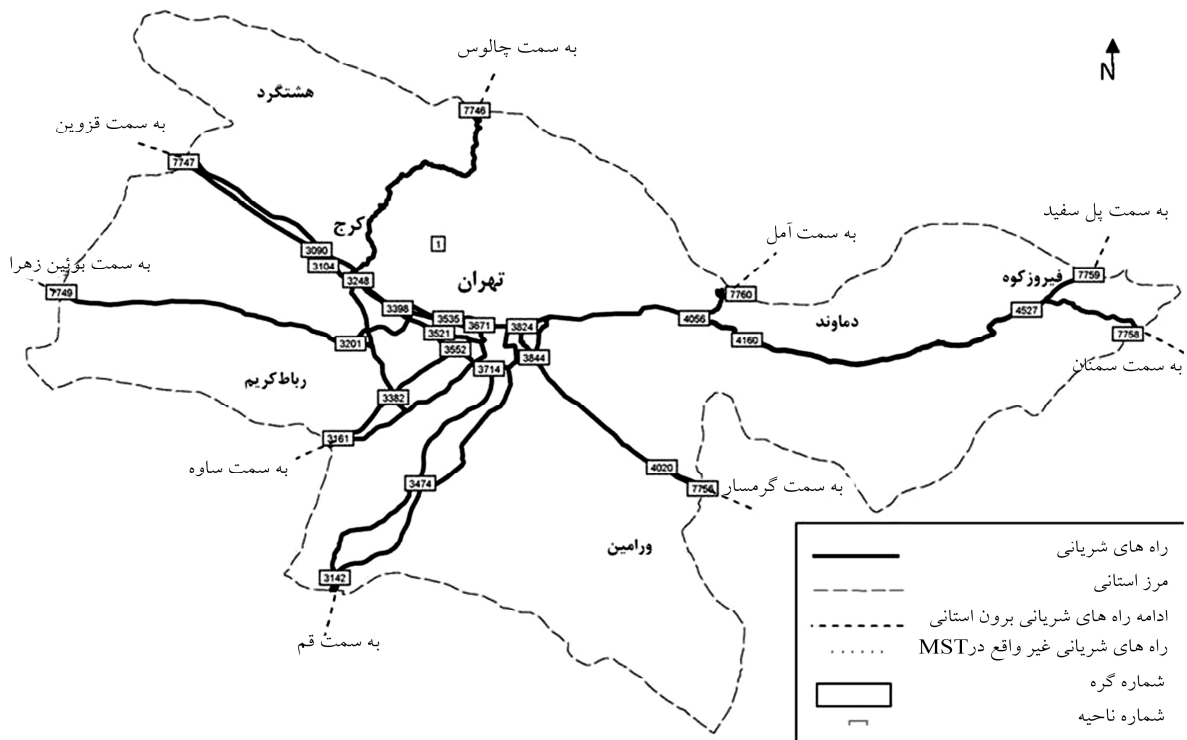 به سمت چالوس
N
هشتگرد
7746
به سمت قزوین
7747
به سمت پل سفید
کرج
1
به سمت آمل
3090
3104
به سمت بوئین زهرا
3248
تهران
فیروزکوه
7759
7749
7760
3398
3535
3671
3824
4056
دماوند
4527
3201
3521
3552
3844
4160
7758
3714
به سمت سمنان
رباط‌کریم
3382
3161
به سمت ساوه
3474
4020
7756
به سمت گرمسار
ورامین
3142
به سمت قم
راه های شریانی
مرز استانی
ادامه راه های شریانی برون استانی
راه های شریانی غیر واقع درMST
شماره گره
شماره ناحیه